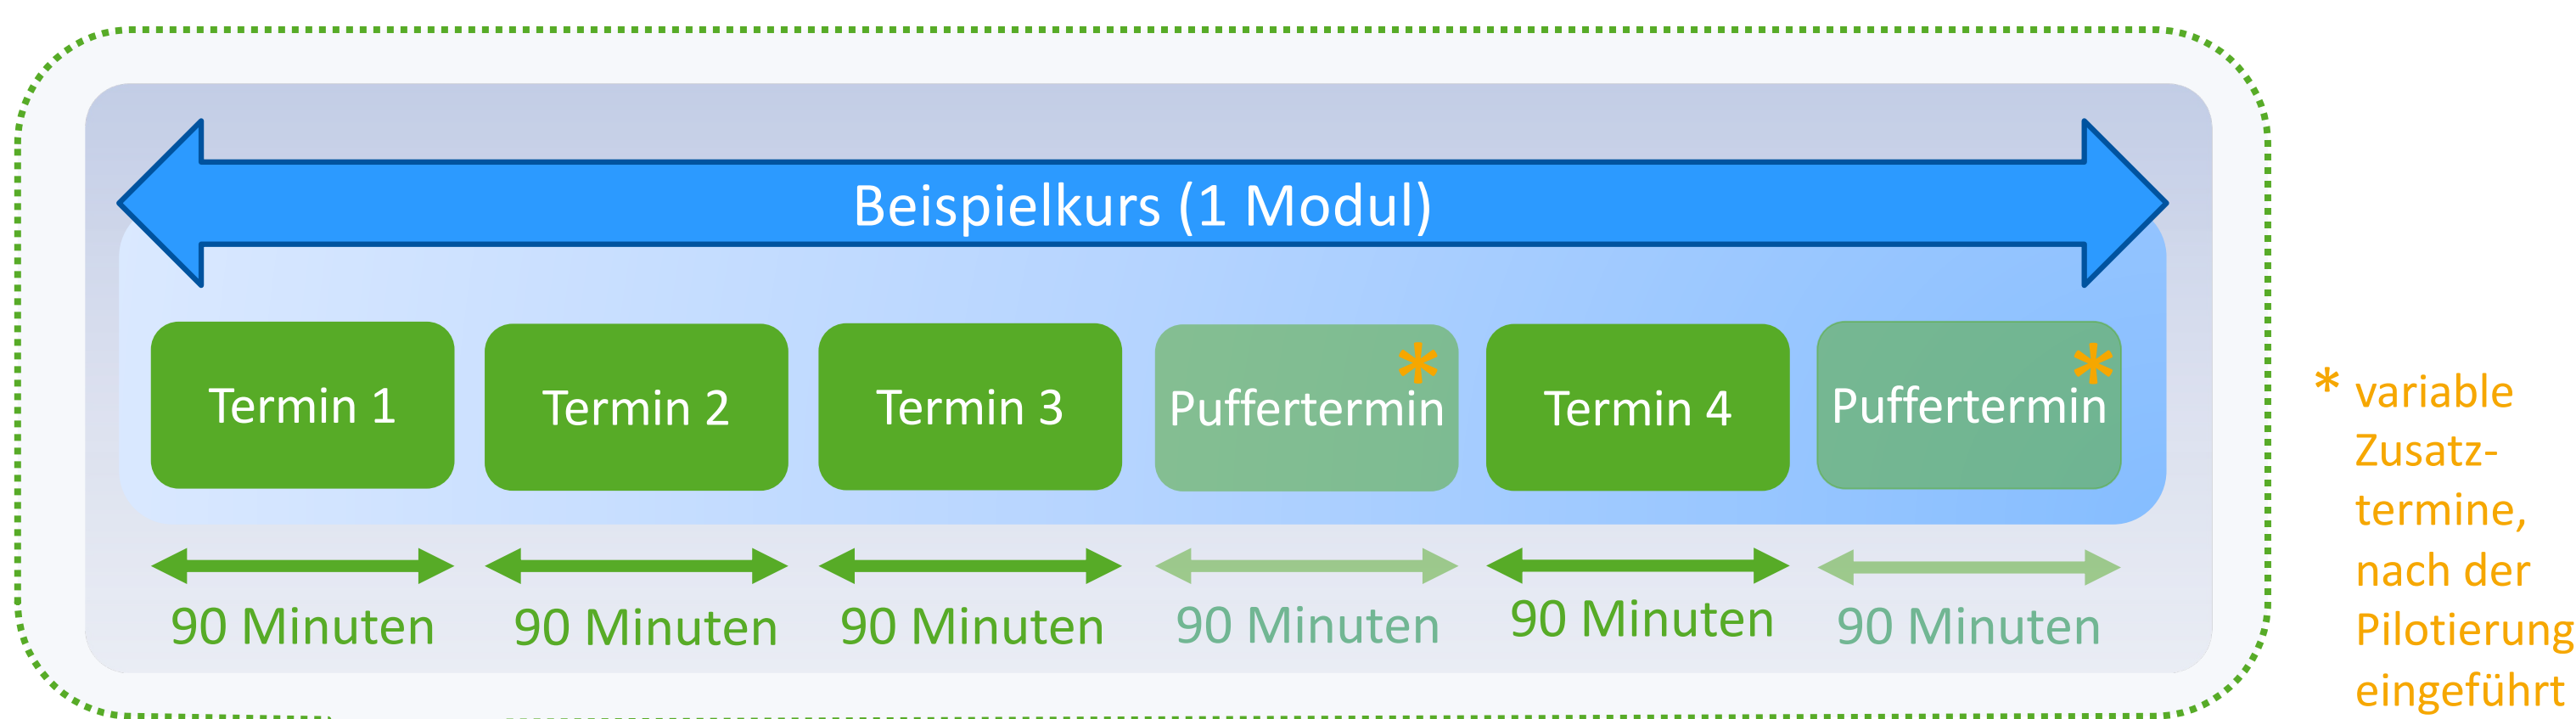 Beispielkurs (1 Modul)
Termin 1
Termin 2
Termin 3
Puffertermin *
Termin 4
Puffertermin *
90 Minuten
90 Minuten
90 Minuten
90 Minuten
90 Minuten
90 Minuten
* variable
Zusatz-
termine,
nach der
Pilotierung
eingeführt